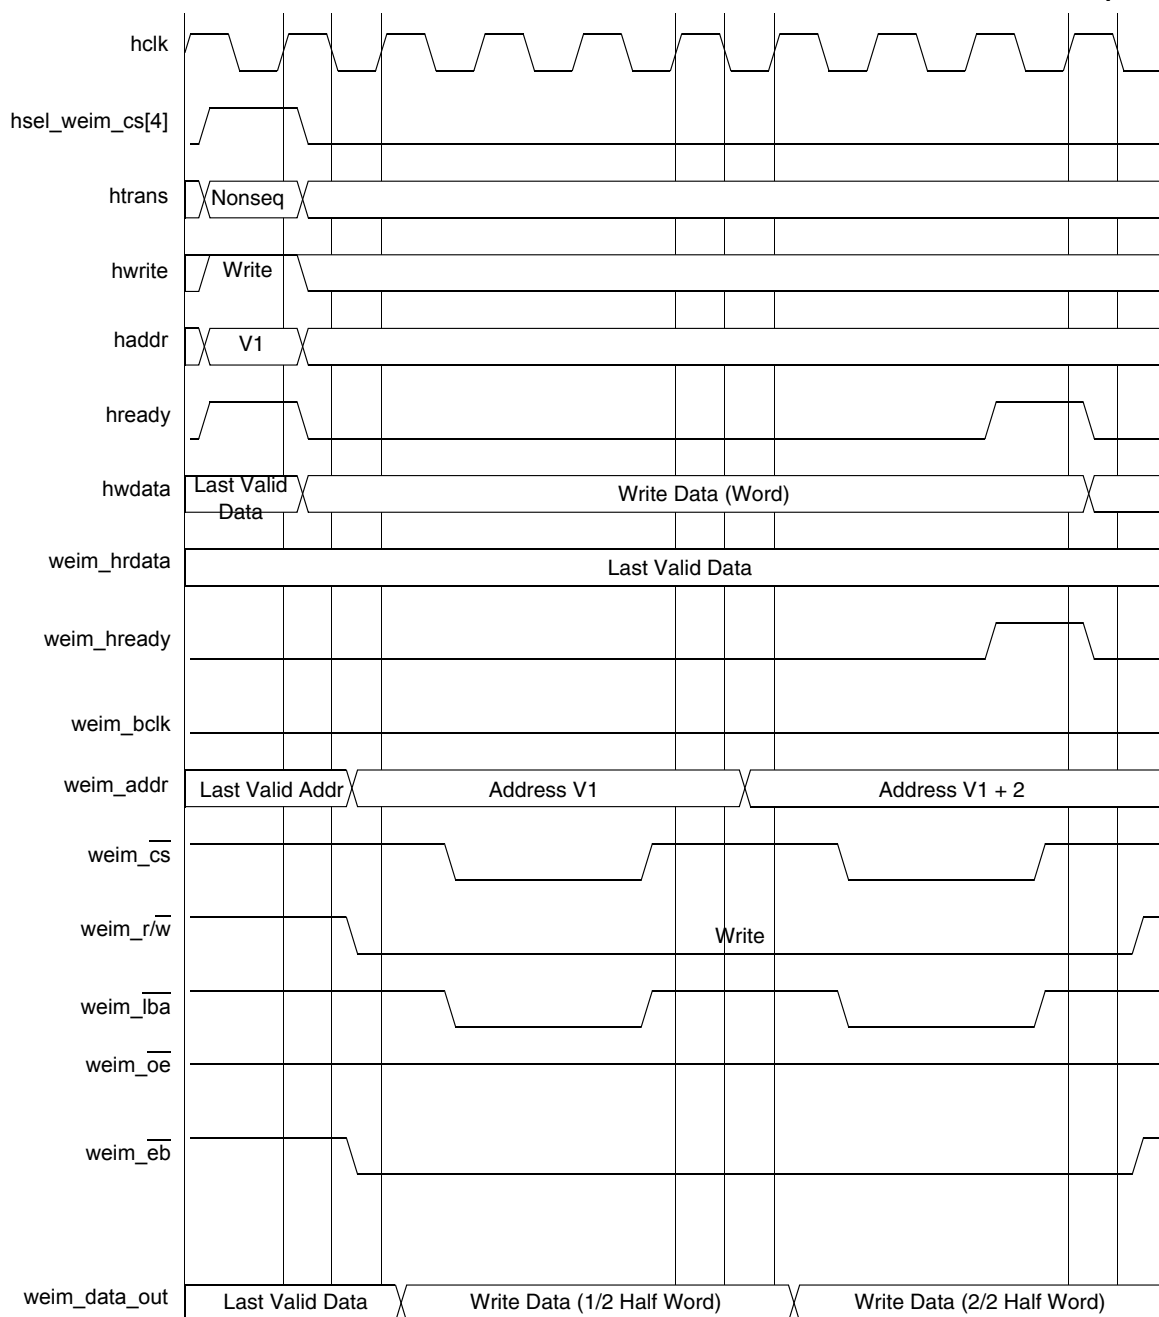 hclk
hsel_weim_cs[4]
htrans
Nonseq
hwrite
Write
haddr
V1
hready
hwdata
Last Valid
Data
Write Data (Word)
weim_hrdata
Last Valid Data
weim_hready
weim_bclk
weim_addr
Last Valid Addr
Address V1
Address V1 + 2
weim_cs
weim_r/w
Write
weim_lba
weim_oe
weim_eb
weim_data_out
Last Valid Data
Write Data (1/2 Half Word)
Write Data (2/2 Half Word)